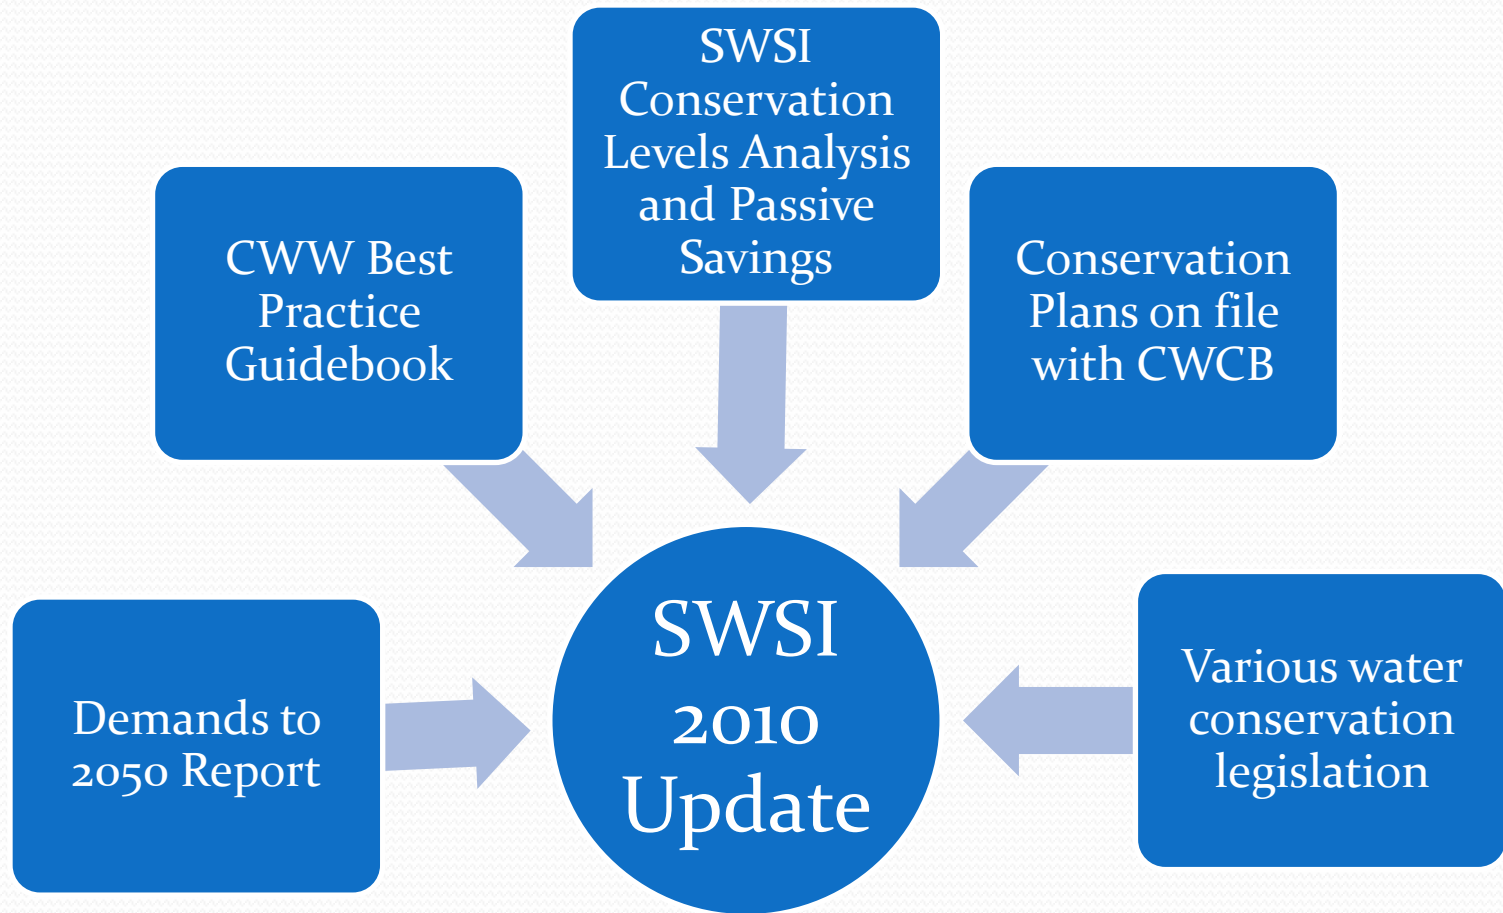 SWSI
Conservation
Levels Analysis
and Passive
Savings
CWW Best
Practice
Guidebook
Conservation
Plans on file
with CWCB
Demands to
2050 Report
SWSI
2010
Update
Various water
conservation
legislation